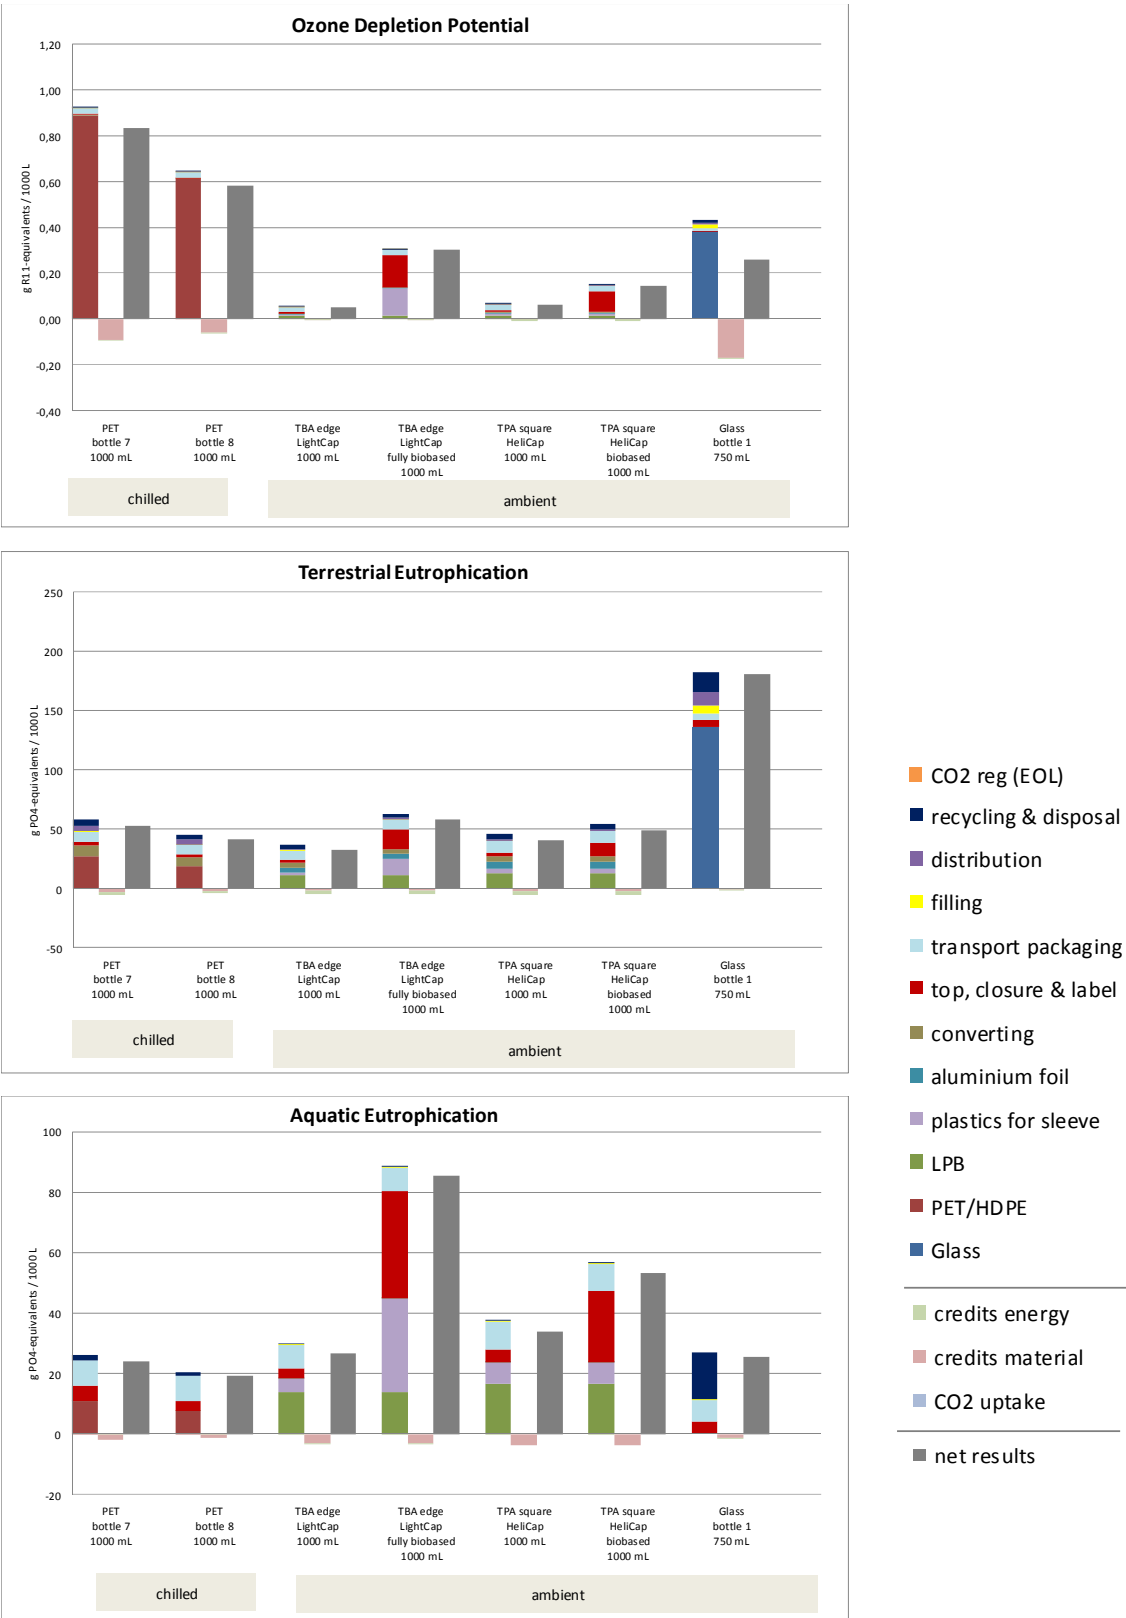 Ozone Depletion Potential
g R11-equivalents / 1000 L
1,20
1,00
0,80
0,60
0,40
0,20
0,00
-0,20
-0,40
PET
bottle 7
1000 mL
PET
bottle 8
1000 mL
TBA edge
LightCap
1000 mL
TBA edge
LightCap
fully biobased
1000 mL
TPA square
HeliCap
1000 mL
TPA square
HeliCap
biobased
1000 mL
Glass
bottle 1
750 mL
chilled
ambient
Terrestrial Eutrophication
g PO4-equivalents / 1000 L
250
200
150
100
50
0
-50
PET
bottle 7
1000 mL
PET
bottle 8
1000 mL
TBA edge
LightCap
1000 mL
TBA edge
LightCap
fully biobased
1000 mL
TPA square
HeliCap
1000 mL
TPA square
HeliCap
biobased
1000 mL
Glass
bottle 1
750 mL
chilled
ambient
Aquatic Eutrophication
g PO4-equivalents / 1000 L
100
80
60
40
20
0
-20
PET
bottle 7
1000 mL
PET
bottle 8
1000 mL
TBA edge
LightCap
1000 mL
TBA edge
LightCap
fully biobased
1000 mL
TPA square
HeliCap
1000 mL
TPA square
HeliCap
biobased
1000 mL
Glass
bottle 1
750 mL
chilled
ambient
CO2 reg (EOL)
recycling & disposal
distribution
filling
transport packaging
top, closure & label
converting
aluminium foil
plastics for sleeve
LPB
PET/HDPE
Glass
credits energy
credits material
CO2 uptake
net results